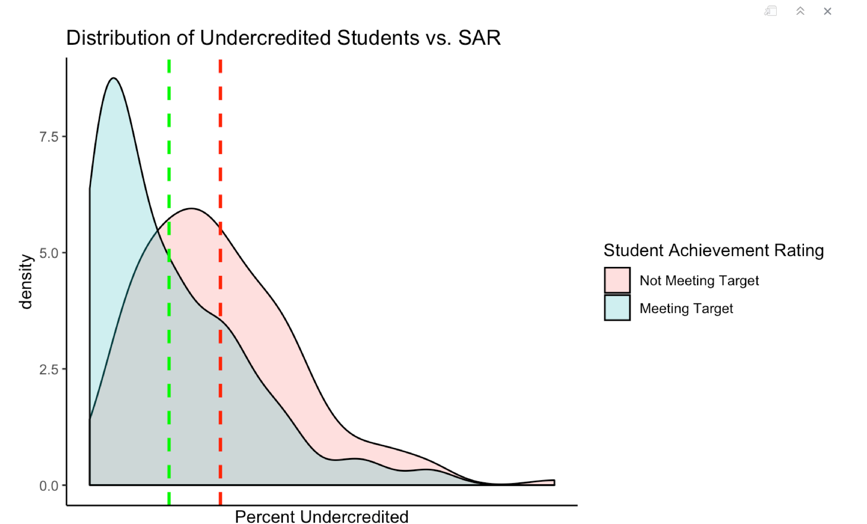 Distribution of Undercredited Students vs. SAR
7.5
5.0
2.5
0.0
density
Percent Undercredited
Student Achievement Rating
Not Meeting Target
Meeting Target